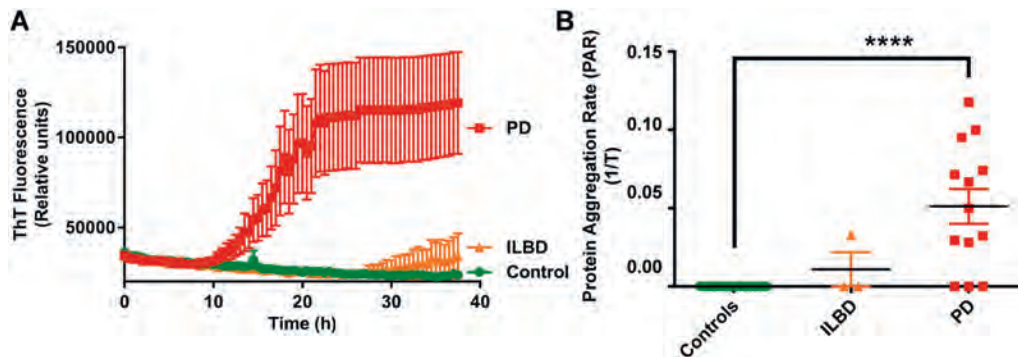 A
150000
100000
50000
ThT Fluorescence
(Relative units)
0
10
20
30
40
Time (h)
PD
ILBD
Control
B
0.15
0.10
0.05
0.00
Protein Aggregation Rate (PAR)
(1/T)
****
Controls
ILBD
PD